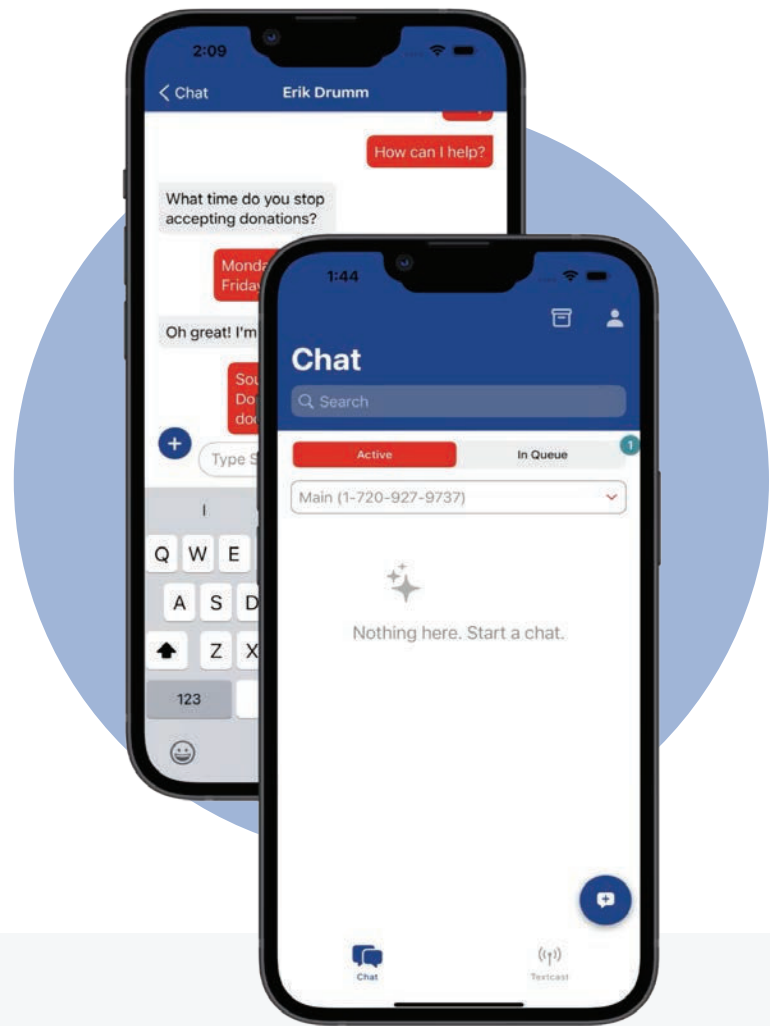 2:09
Chat
Erik Drumm
How can I help?
What time do you stop
accepting donations?
Oh great! I'm
Type
I
Q W E
A S D
Z X
123
1:44
Chat
Search
Active
In Queue
1
Main (1-720-927-9737)
Nothing here. Start a chat.
Chat
Textcast